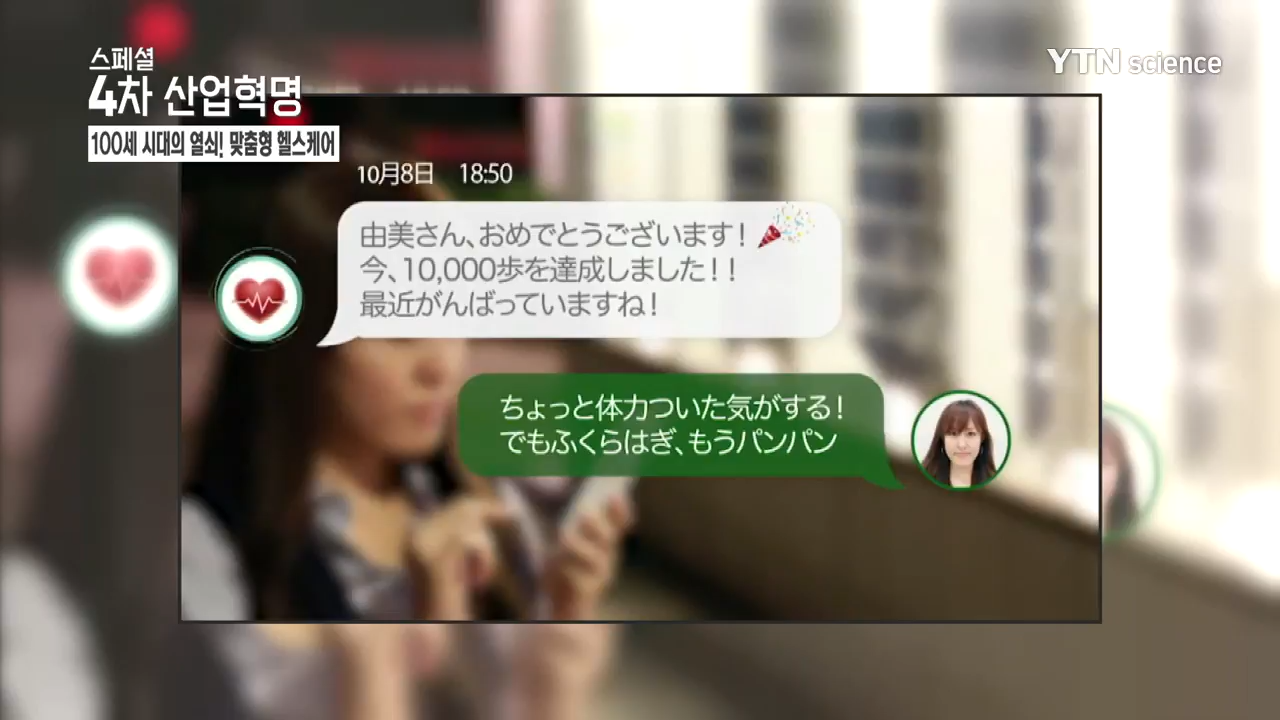 스페셜
4차 산업혁명
100세 시대의 열쇠! 맞춤형 헬스케어
YTN science
10月8日 18:50
由美さん、おめでとうございます!
今、10,000歩を達成しました!!
最近がんばっていますね!
ちょっと体力ついた気がする!
でもふくらはぎ、もうパンパン